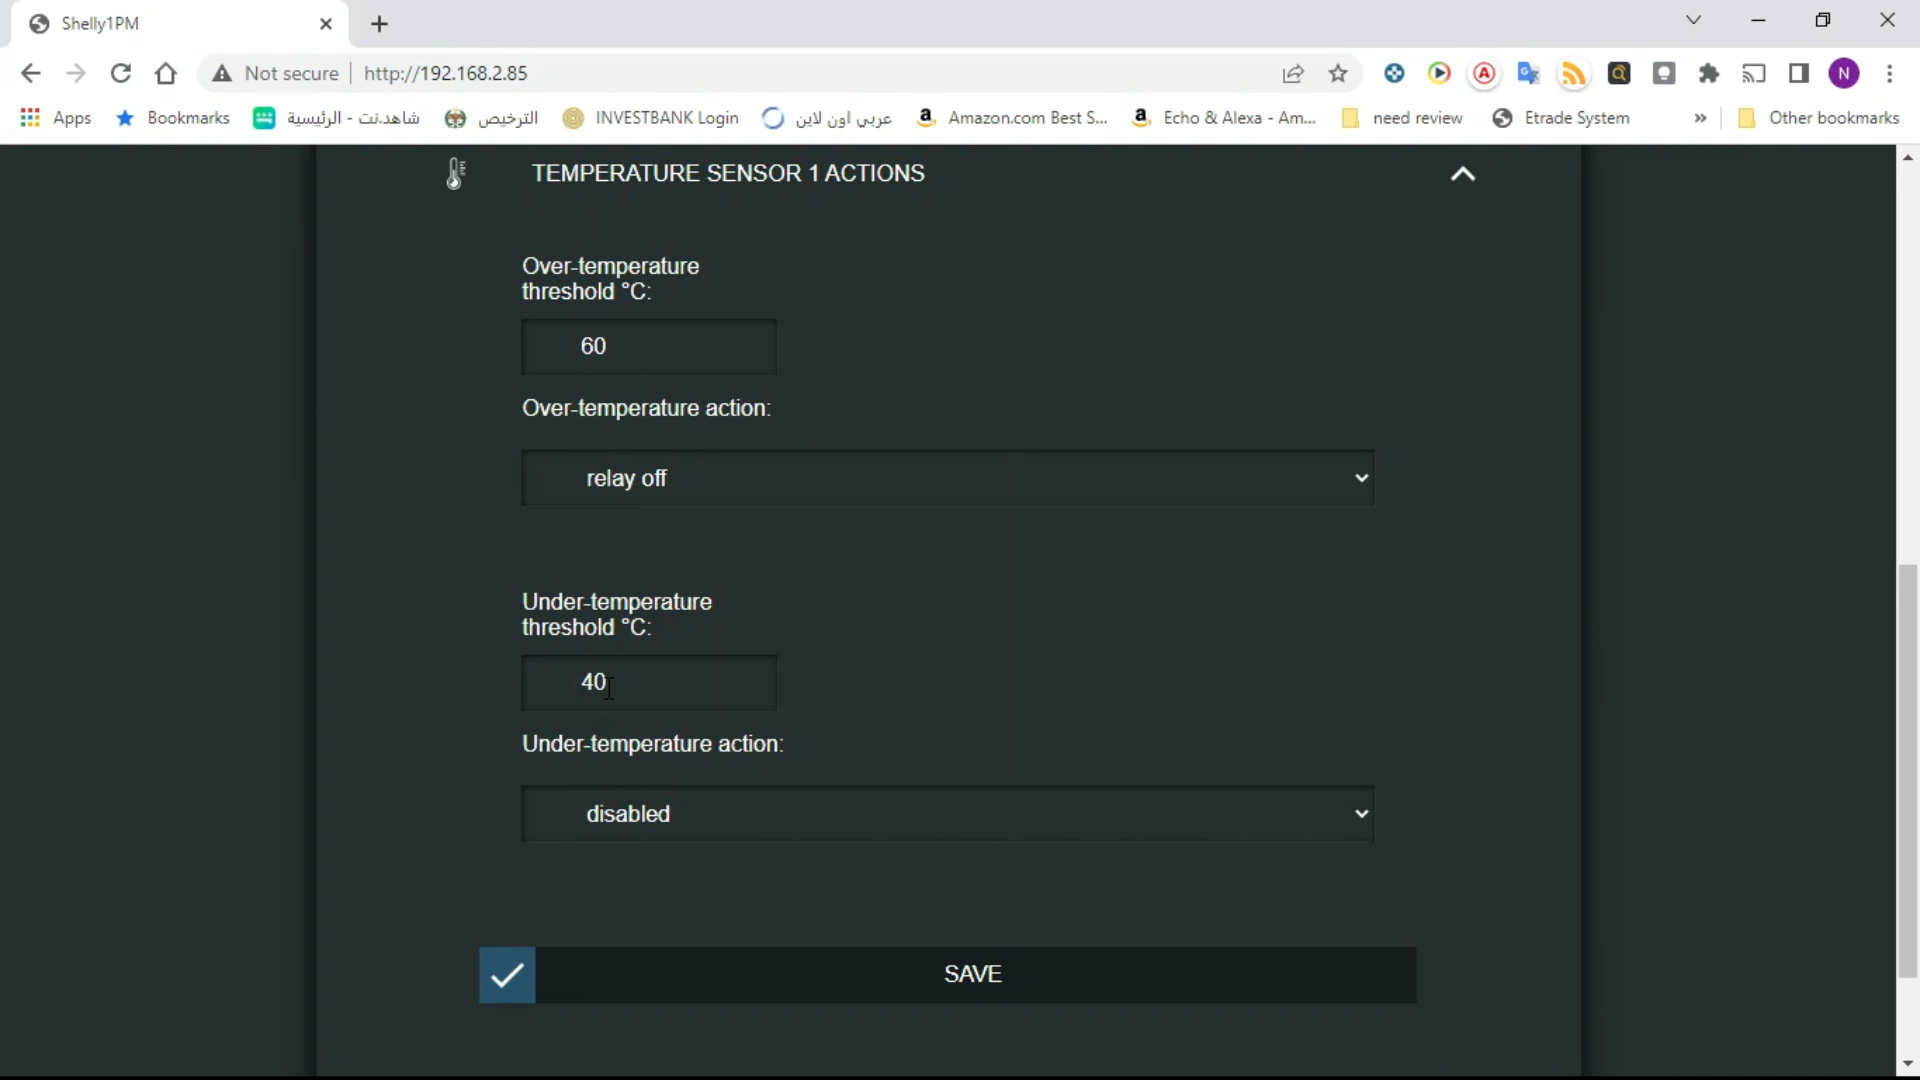 Shelly1PM
Not secure | http://192.168.2.85
Apps Bookmarks شاهد.نت - الرئيسية الترخيص INVESTBANK Login عربي اون لاين Amazon.com Best S... Echo & Alexa - Am... need review Etrade System » Other bookmarks
TEMPERATURE SENSOR 1 ACTIONS
Over-temperature
threshold °C:
60
Over-temperature action:
relay off
Under-temperature
threshold °C:
40
Under-temperature action:
disabled
SAVE